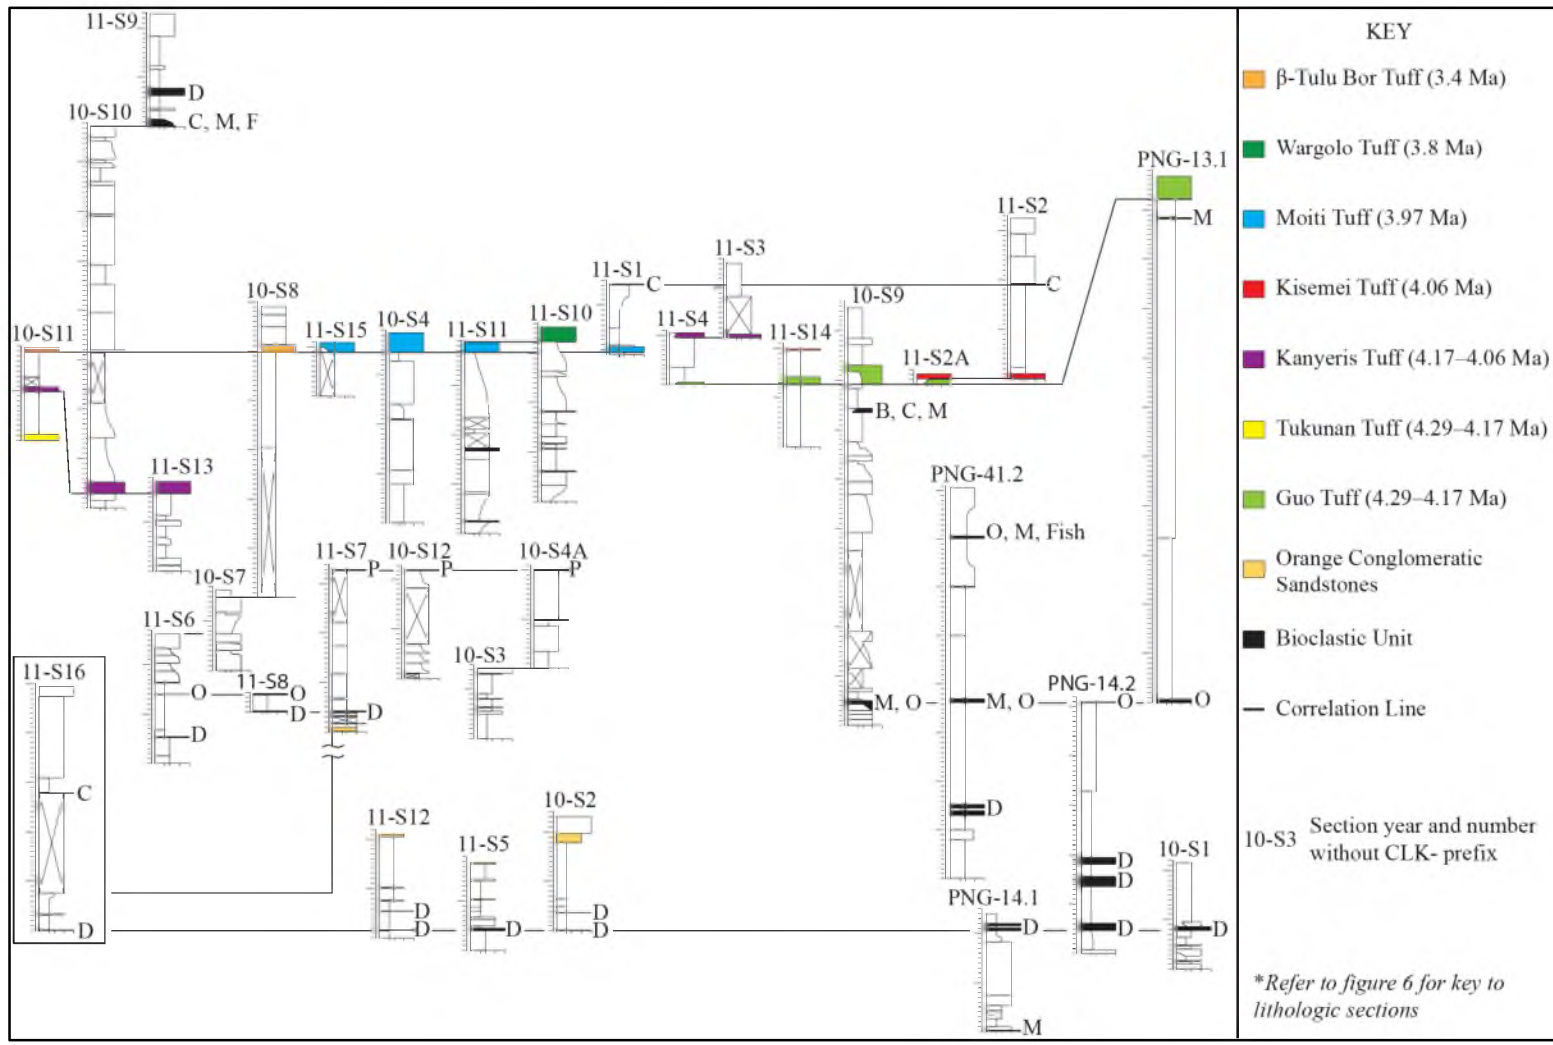 11-S9
D
C, M, F
10-S10
PNG-13.1
M
11-S2
11-S3
11-S1
C
C
10-S8
10-S9
10-S11
11-S15
10-S4
11-S11
11-S10
11-S4
11-S14
11-S2A
B, C, M
11-S13
PNG-41.2
O, M, Fish
11-S7
10-S12
10-S4A
P
P
P
10-S7
11-S6
10-S3
11-S16
11-S8
O
O
D
D
D
M, O
M, O
PNG-14.2
O
O
C
D
11-S12
11-S5
10-S2
D
D
D
D
D
D
PNG-14.1
D
M
D
D
D
10-S1
D
KEY
β-Tulu Bor Tuff (3.4 Ma)
Wargolo Tuff (3.8 Ma)
Moiti Tuff (3.97 Ma)
Kisemei Tuff (4.06 Ma)
Kanyeris Tuff (4.17–4.06 Ma)
Tukunan Tuff (4.29–4.17 Ma)
Guo Tuff (4.29–4.17 Ma)
Orange Conglomeratic
Sandstones
Bioclastic Unit
Correlation Line
10-S3 Section year and number
without CLK- prefix
*Refer to figure 6 for key to
lithologic sections